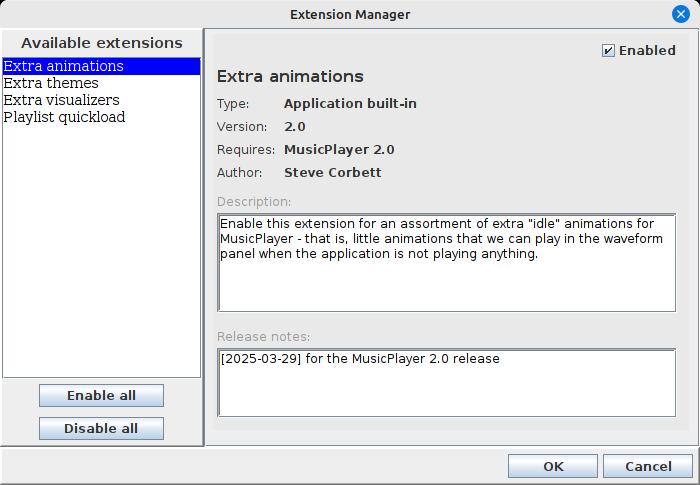 Extension Manager
Available extensions
Extra animations
Extra themes
Extra visualizers
Playlist quickload
Enable all
Disable all
Enabled
Extra animations
Type: Application built-in
Version: 2.0
Requires: MusicPlayer 2.0
Author: Steve Corbett
Description:
Enable this extension for an assortment of extra "idle" animations for
MusicPlayer - that is, little animations that we can play in the waveform
panel when the application is not playing anything.
Release notes:
[2025-03-29] for the MusicPlayer 2.0 release
OK
Cancel